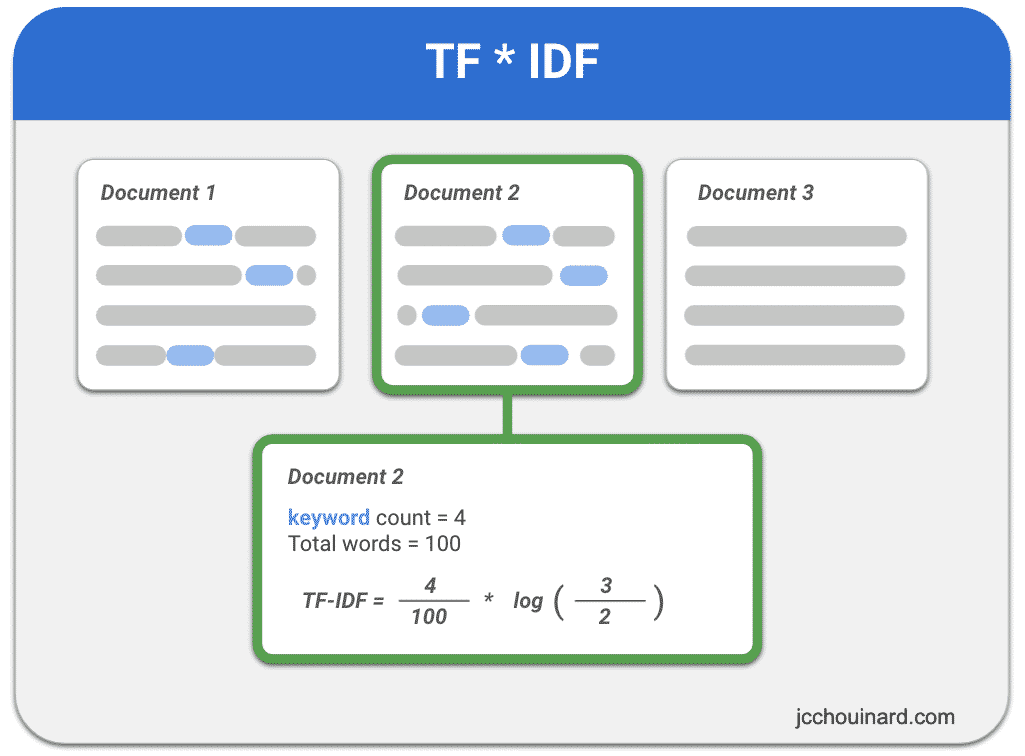 TF * IDF
Document 1
Document 2
Document 3
Document 2
keyword count = 4
Total words = 100
TF-IDF = 4/100 * log ( 3/2 )
jcchouinard.com